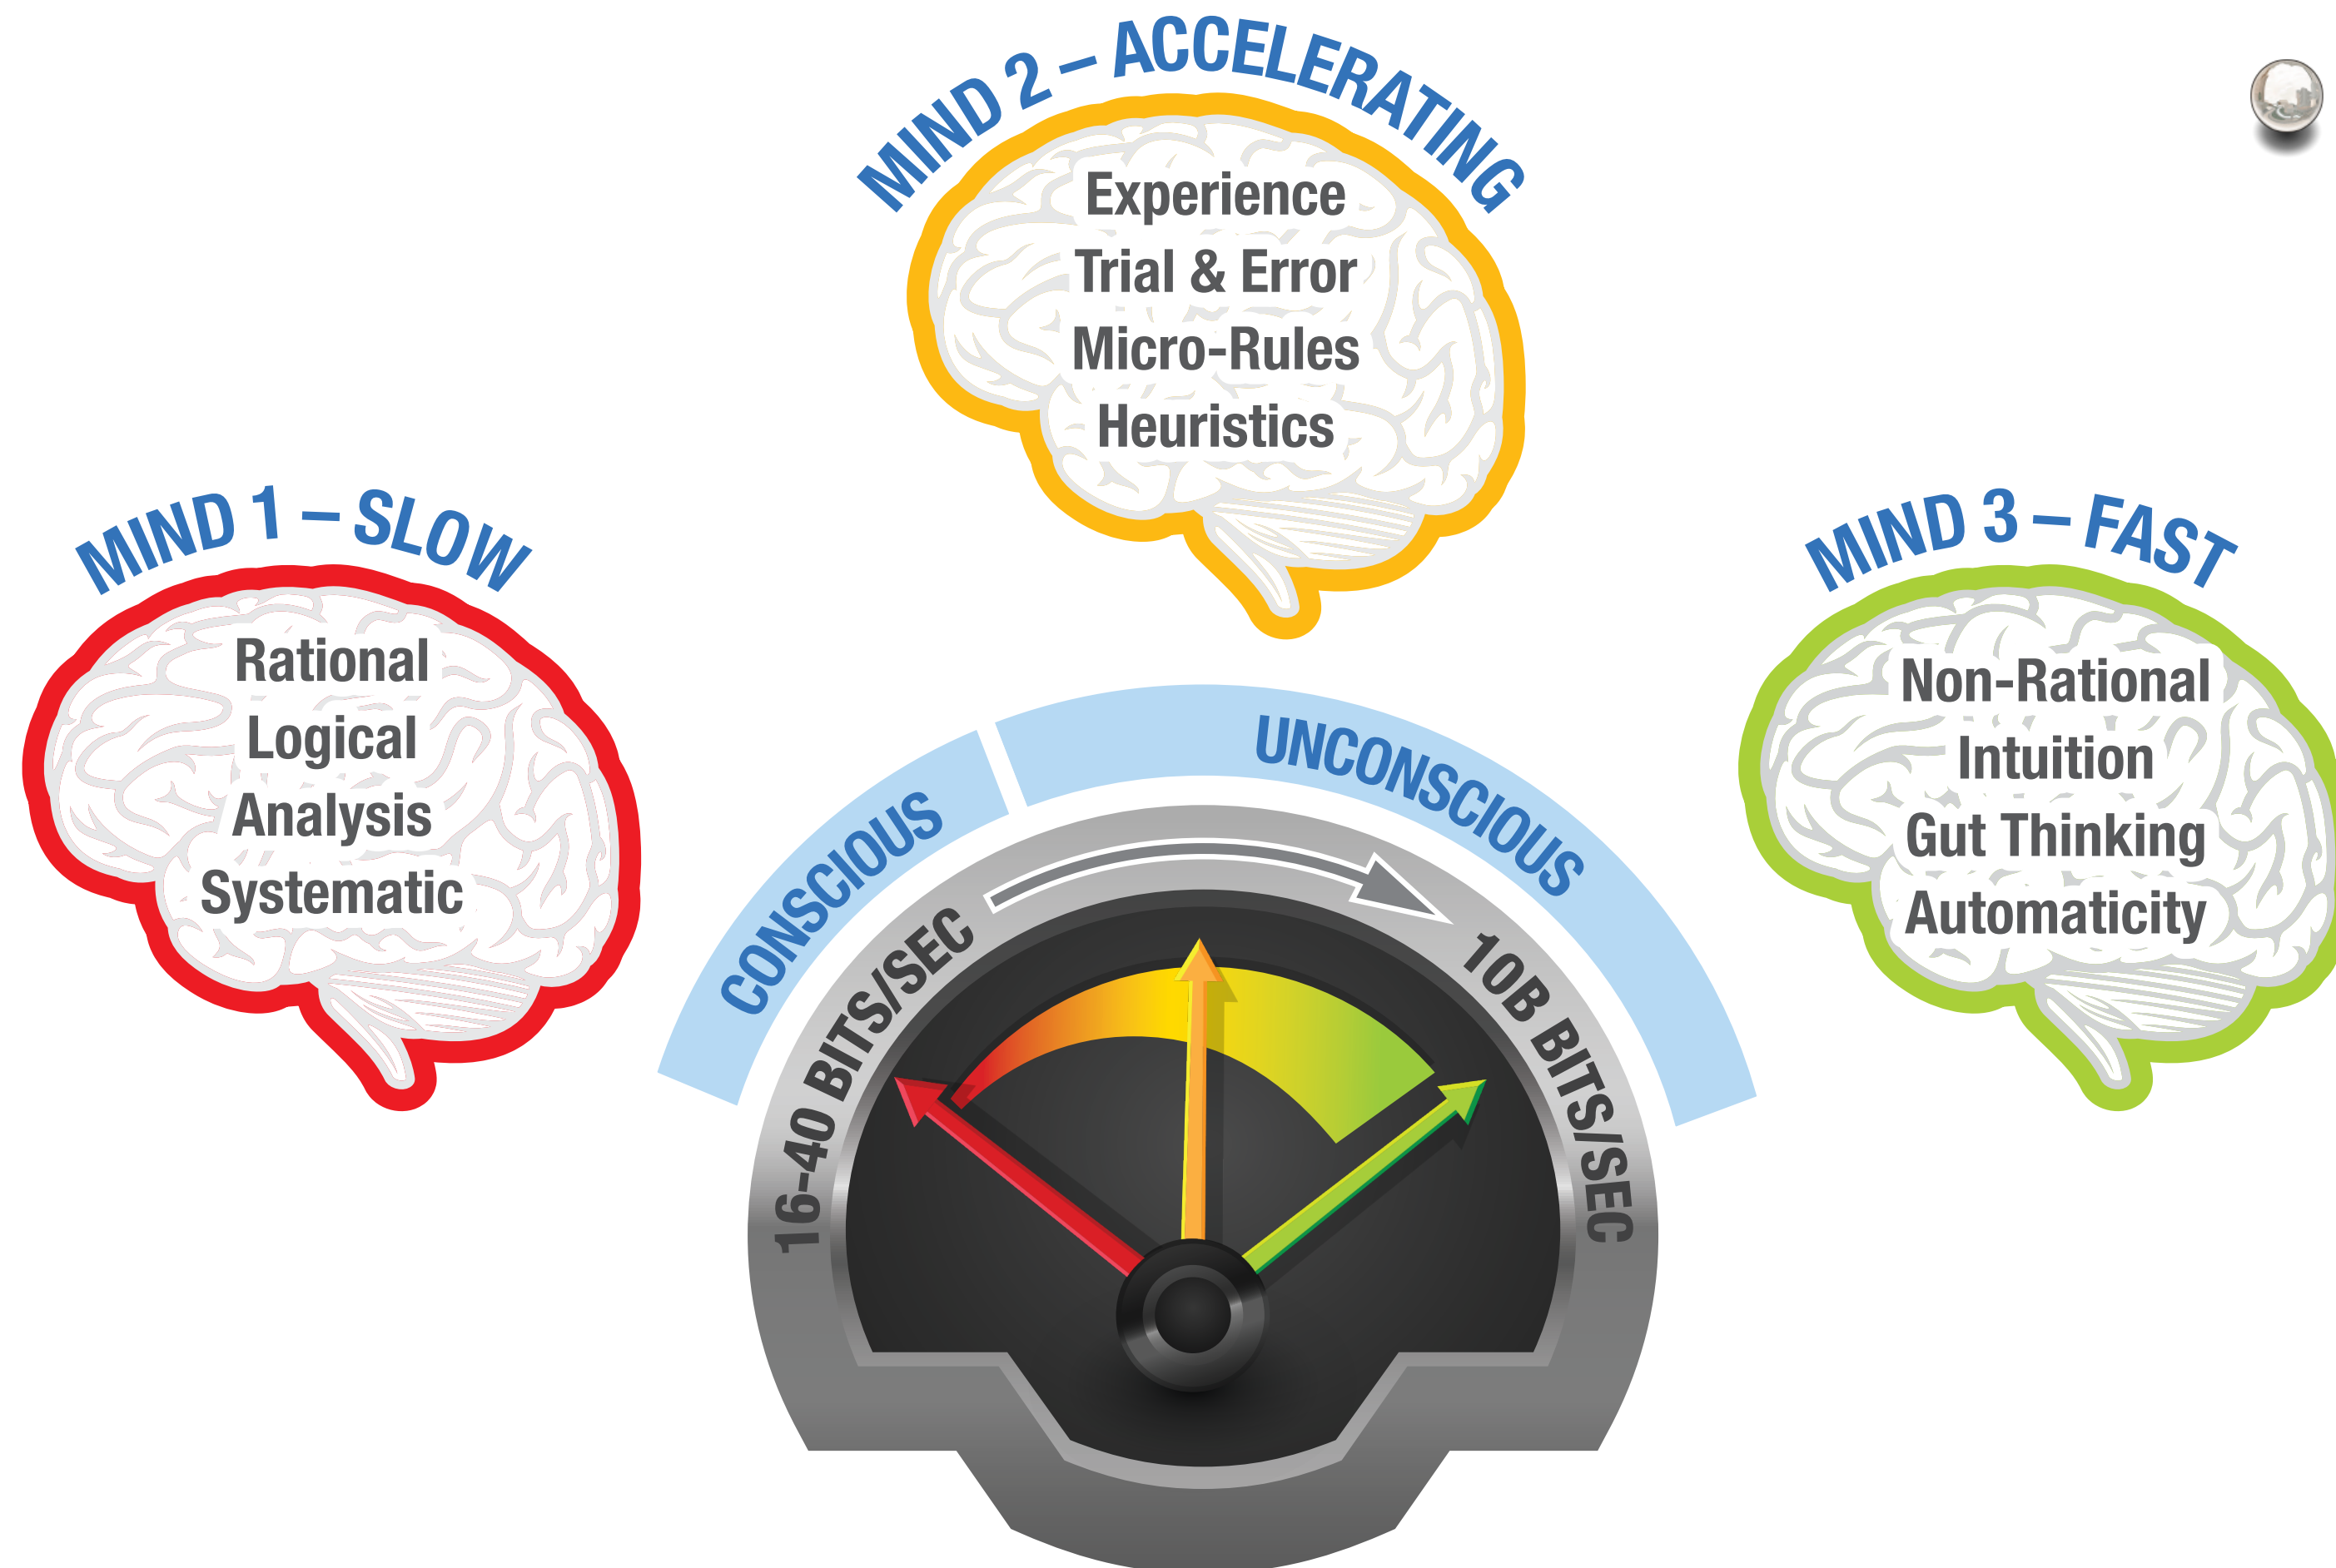 MIND 2 – ACCELERATING
Experience
Trial & Error
Micro-Rules
Heuristics
MIND 1 – SLOW
Rational
Logical
Analysis
Systematic
MIND 3 – FAST
Non-Rational
Intuition
Gut Thinking
Automaticity
CONSCIOUS
UNCONSCIOUS
16–40 BITS/SEC
10B BITS/SEC